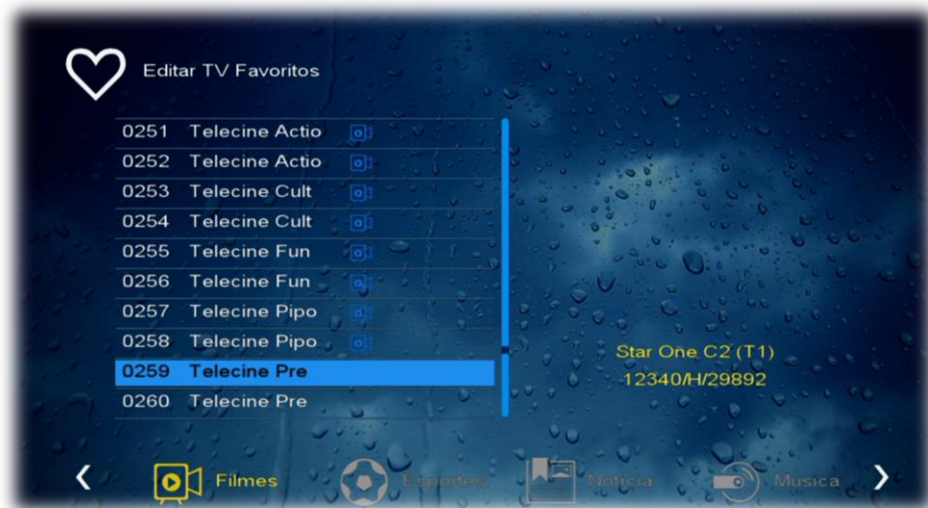 Editar TV Favoritos
0251 Telecine Actio
0252 Telecine Actio
0253 Telecine Cult
0254 Telecine Cult
0255 Telecine Fun
0256 Telecine Fun
0257 Telecine Pipo
0258 Telecine Pipo
0259 Telecine Pre
0260 Telecine Pre
Star One C2 (T1)
12340/H/29892
Filmes Esportes Noticia Musica